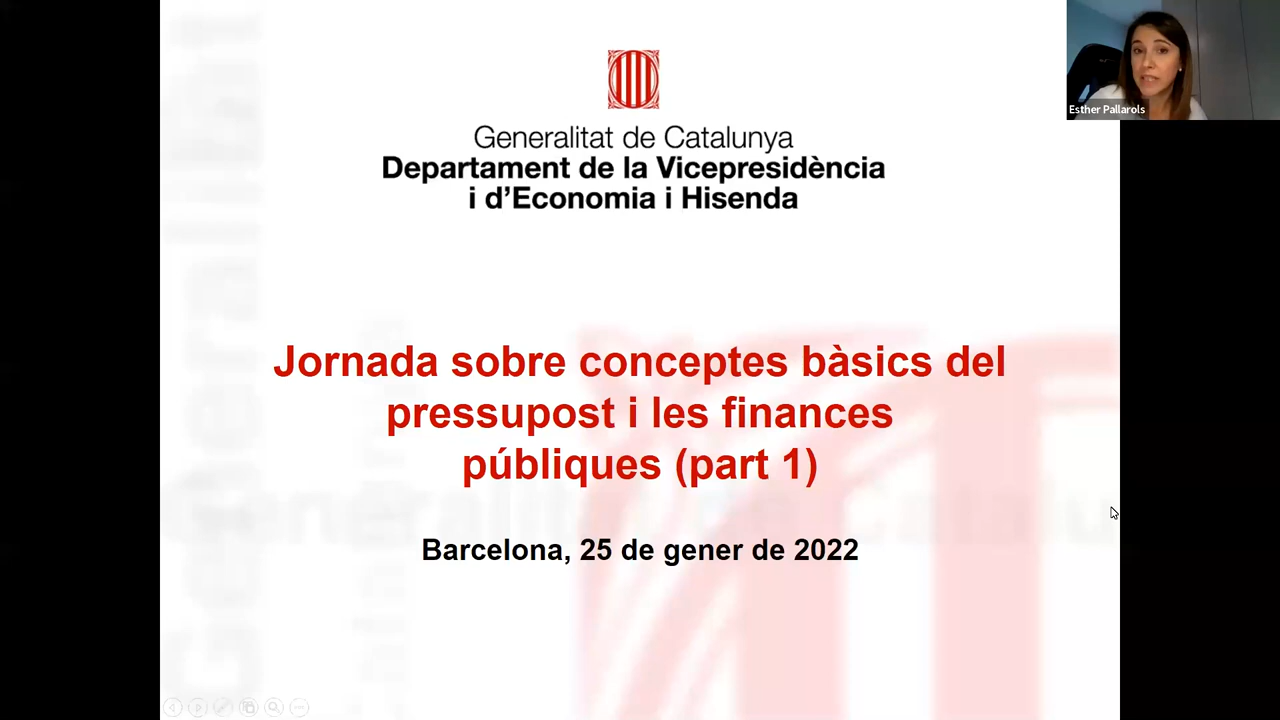 Generalitat de Catalunya
Departament de la Vicepresidència
i d'Economia i Hisenda
Esther Pallarols
Jornada sobre conceptes bàsics del
pressupost i les finances
públiques (part 1)
Barcelona, 25 de gener de 2022